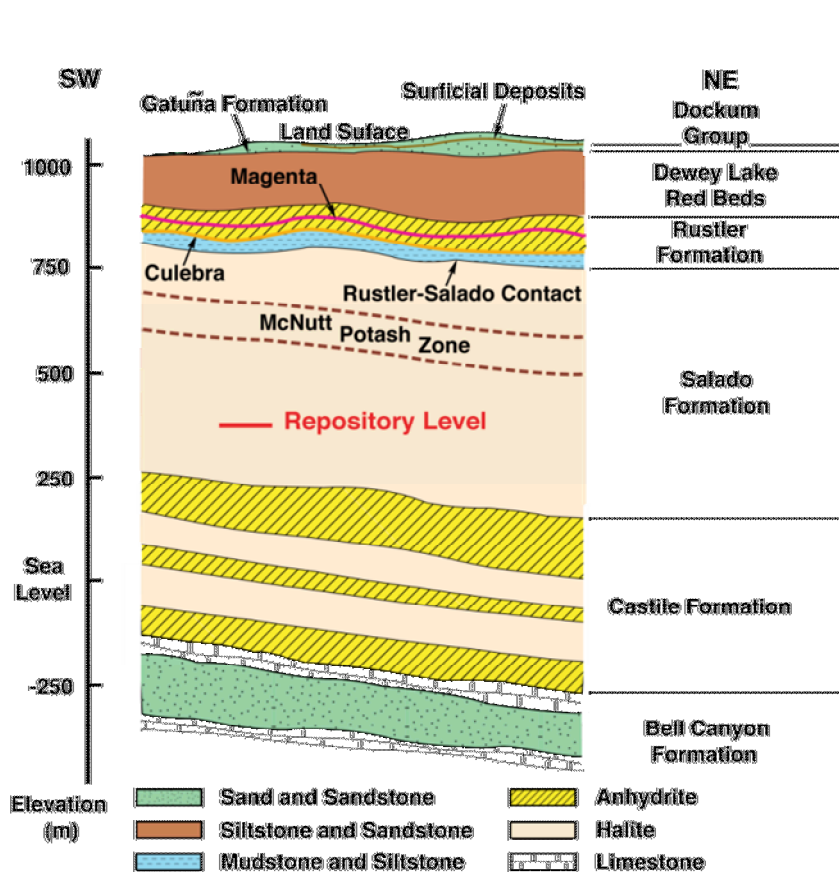 SW
NE
Gatuña Formation
Surficial Deposits
Land Suface
Dockum
Group
1000
Magenta
Dewey Lake
Red Beds
Rustler
Formation
750
Culebra
Rustler-Salado Contact
McNutt Potash Zone
500
Salado
Formation
Repository Level
250
Sea
Level
Castile Formation
-250
Bell Canyon
Formation
Elevation
(m)
Sand and Sandstone
Anhydrite
Siltstone and Sandstone
Halite
Mudstone and Siltstone
Limestone